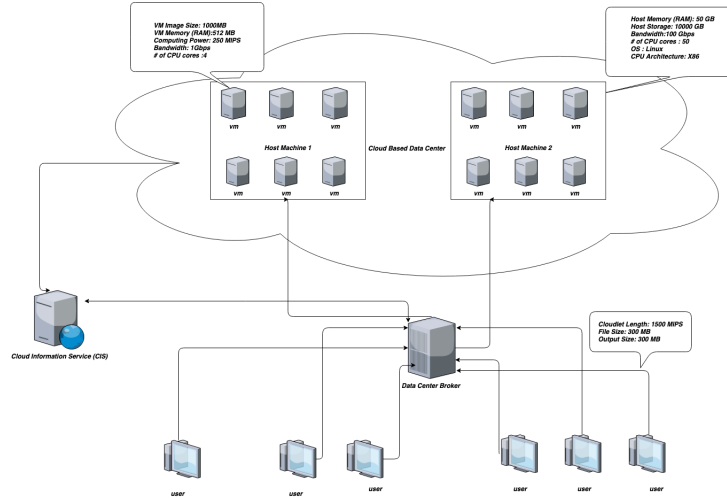 VM Image Size: 1000MB
VM Memory (RAM):512 MB
Computing Power: 250 MIPS
Bandwidth: 1Gbps
# of CPU cores :4
Host Memory (RAM): 50 GB
Host Storage: 10000 GB
Bandwidth:100 Gbps
# of CPU cores : 50
OS : Linux
CPU Architecture: X86
vm
vm
vm
vm
vm
vm
Host Machine 1
Cloud Based Data Center
Host Machine 2
vm
vm
vm
vm
vm
vm
Cloud Information Service (CIS)
Cloudlet Length: 1500 MIPS
File Size: 300 MB
Output Size: 300 MB
Data Center Broker
user
user
user
user
user
user